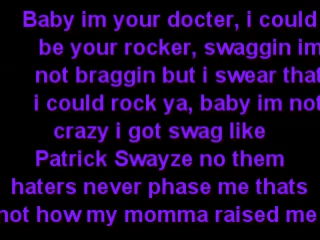 Baby im your docter, i could
be your rocker, swaggin im
not braggin but i swear that
i could rock ya, baby im not
crazy i got swag like
Patrick Swayze no them
haters never phase me thats
not how my momma raised me